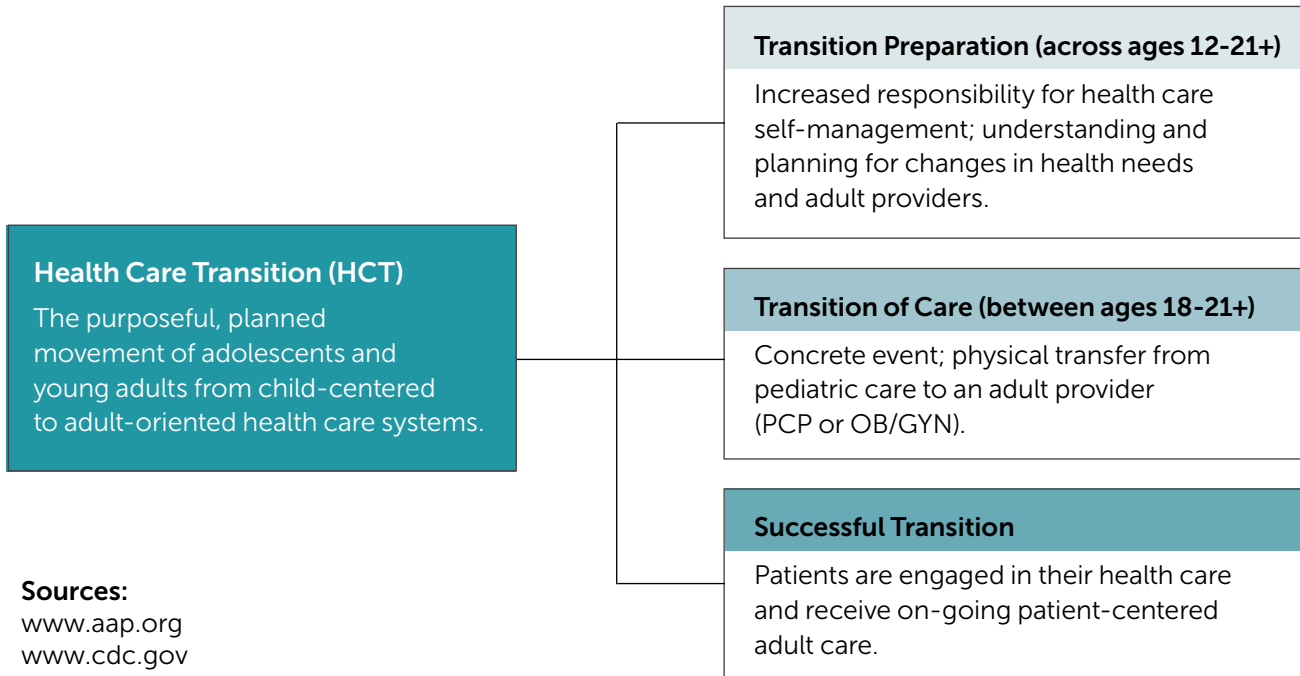 Health Care Transition (HCT)
The purposeful, planned
movement of adolescents and
young adults from child-centered
to adult-oriented health care systems.
Transition Preparation (across ages 12-21+)
Increased responsibility for health care
self-management; understanding and
planning for changes in health needs
and adult providers.
Transition of Care (between ages 18-21+)
Concrete event; physical transfer from
pediatric care to an adult provider
(PCP or OB/GYN).
Successful Transition
Patients are engaged in their health care
and receive on-going patient-centered
adult care.
Sources:
www.aap.org
www.cdc.gov